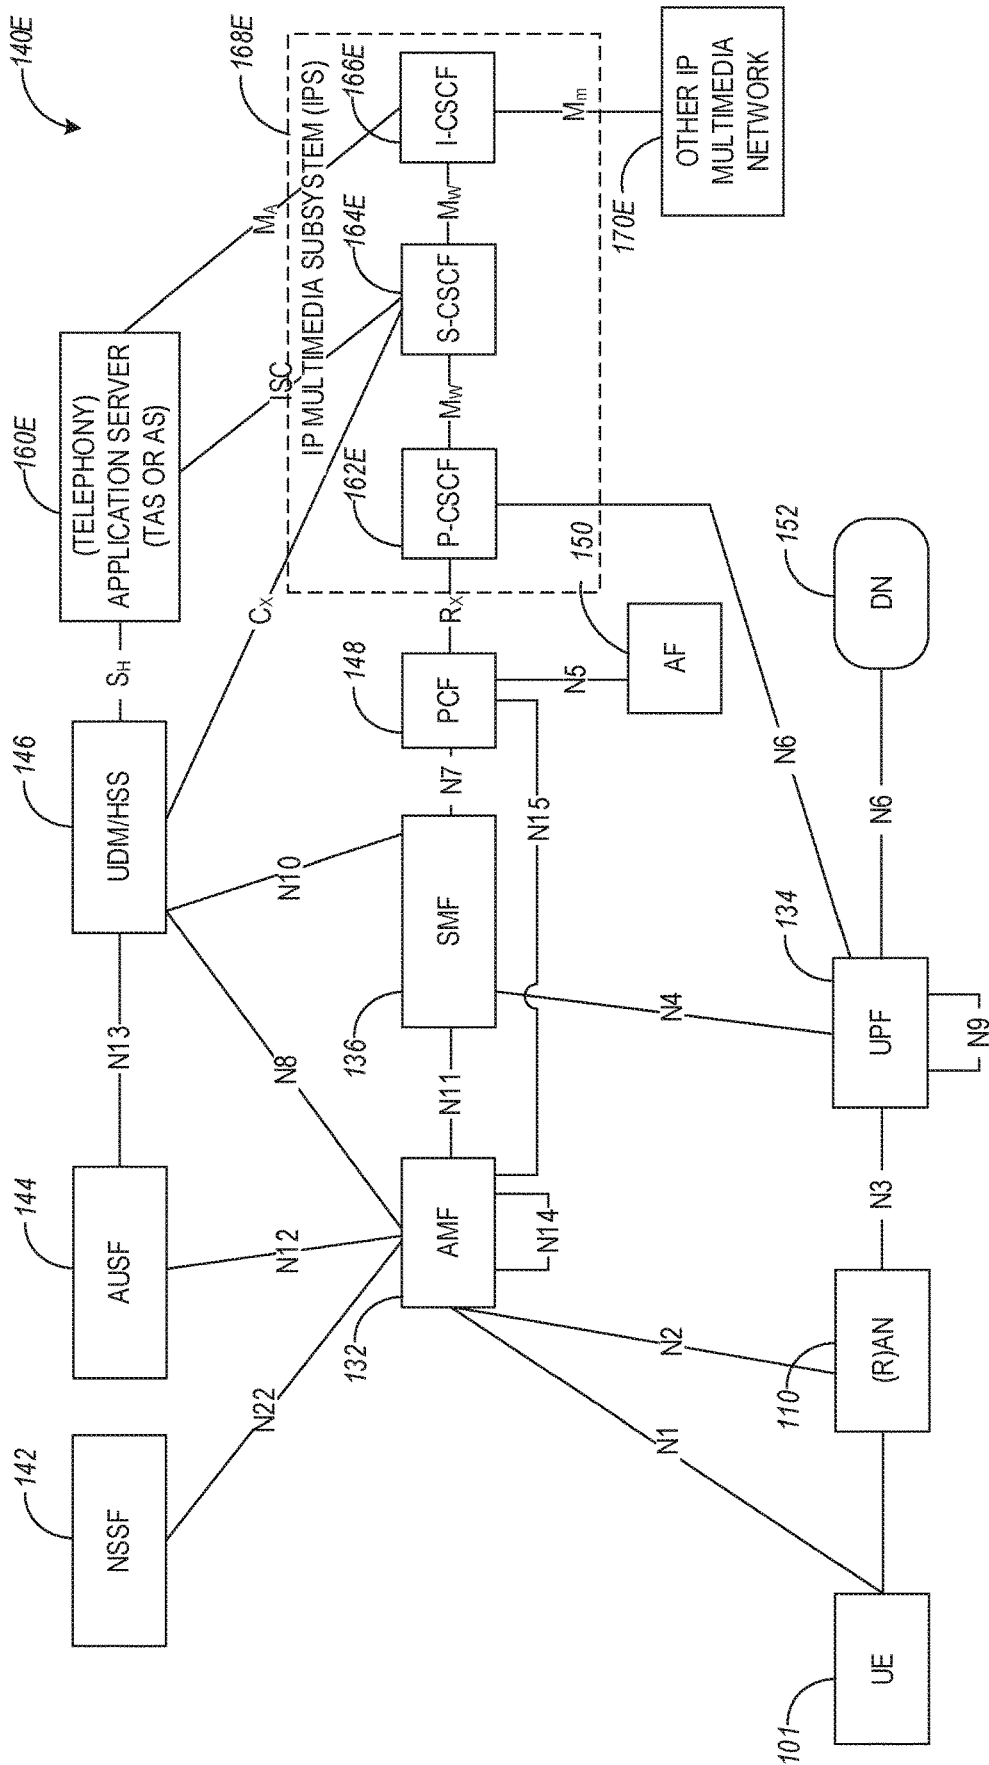 140E
142
NSSF
144
AUSF
N13
146
UDM/HSS
SH
160E
(TELEPHONY)
APPLICATION SERVER
(TAS OR AS)
168E
N22
N12
N8
N10
CX
ISC
MA
IP MULTIMEDIA SUBSYSTEM (IPS)
132
AMF
N14
N11
136
SMF
N7
148
PCF
RX
162E
P-CSCF
MW
164E
S-CSCF
MW
166E
I-CSCF
N15
N5
150
AF
Mm
170E
OTHER IP
MULTIMEDIA
NETWORK
N1
N2
N4
N6
101
UE
110
(R)AN
N3
134
UPF
N9
N6
152
DN